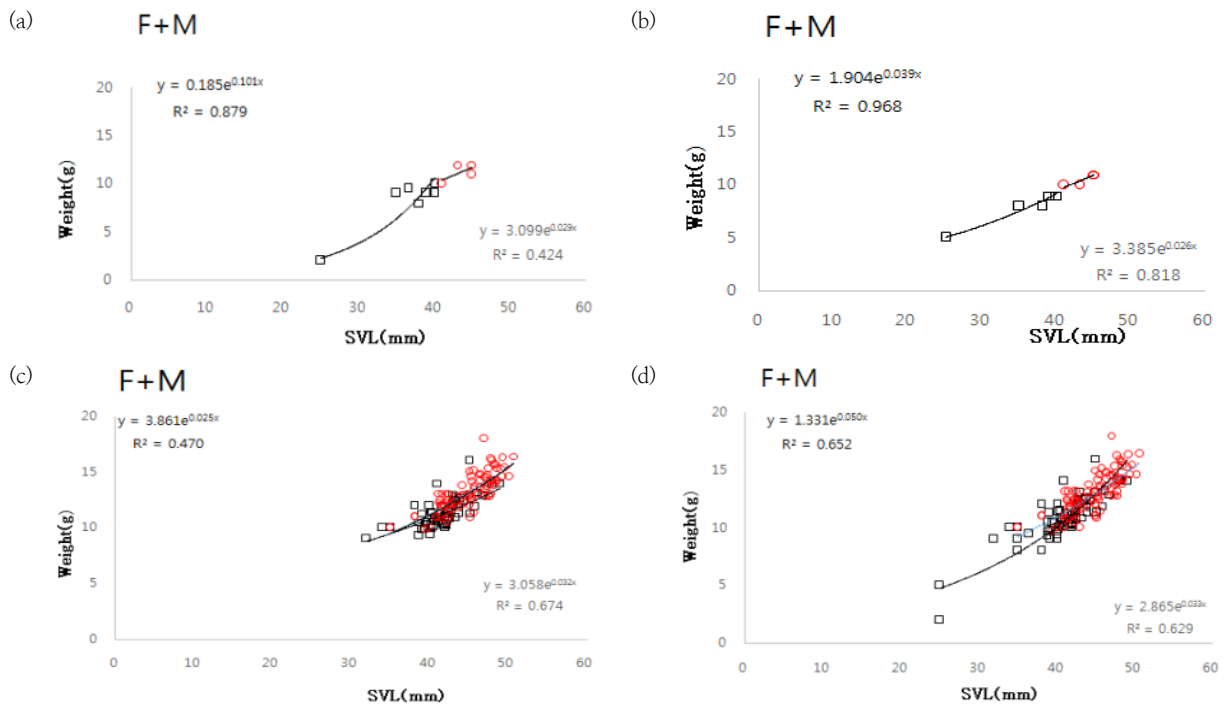 (a)
F+M
y = 0.185e^0.101x
R² = 0.879
20
15
10
5
0
Weight(g)
y = 3.099e^0.029x
R² = 0.424
0 10 20 30 40 50 60
SVL(mm)
(b)
F+M
y = 1.904e^0.039x
R² = 0.968
20
15
10
5
0
Weight(g)
y = 3.385e^0.026x
R² = 0.818
0 10 20 30 40 50 60
SVL(mm)
(c)
F+M
y = 3.861e^0.025x
R² = 0.470
20
15
10
5
0
Weight(g)
y = 3.058e^0.032x
R² = 0.674
0 10 20 30 40 50 60
SVL(mm)
(d)
F+M
y = 1.331e^0.050x
R² = 0.652
20
15
10
5
0
Weight(g)
y = 2.865e^0.033x
R² = 0.629
0 10 20 30 40 50 60
SVL(mm)